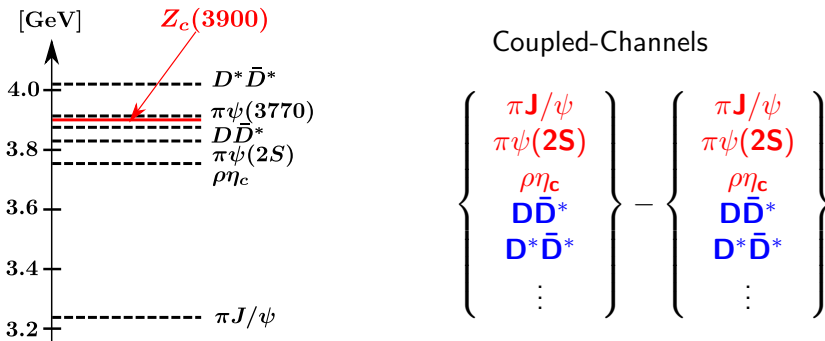 [GeV]
Z_c(3900)
4.0
3.8
3.6
3.4
3.2
D* D̄*
πψ(3770)
D D̄*
πψ(2S)
ρη_c
πJ/ψ
Coupled-Channels
πJ/ψ πJ/ψ
πψ(2S) πψ(2S)
ρη_c ρη_c
DD̄* − DD̄*
D*D̄* D*D̄*
⋮ ⋮